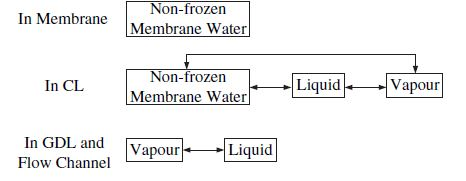 In Membrane
Non-frozen
Membrane Water
In CL
Non-frozen
Membrane Water
Liquid
Vapour
In GDL and
Flow Channel
Vapour
Liquid